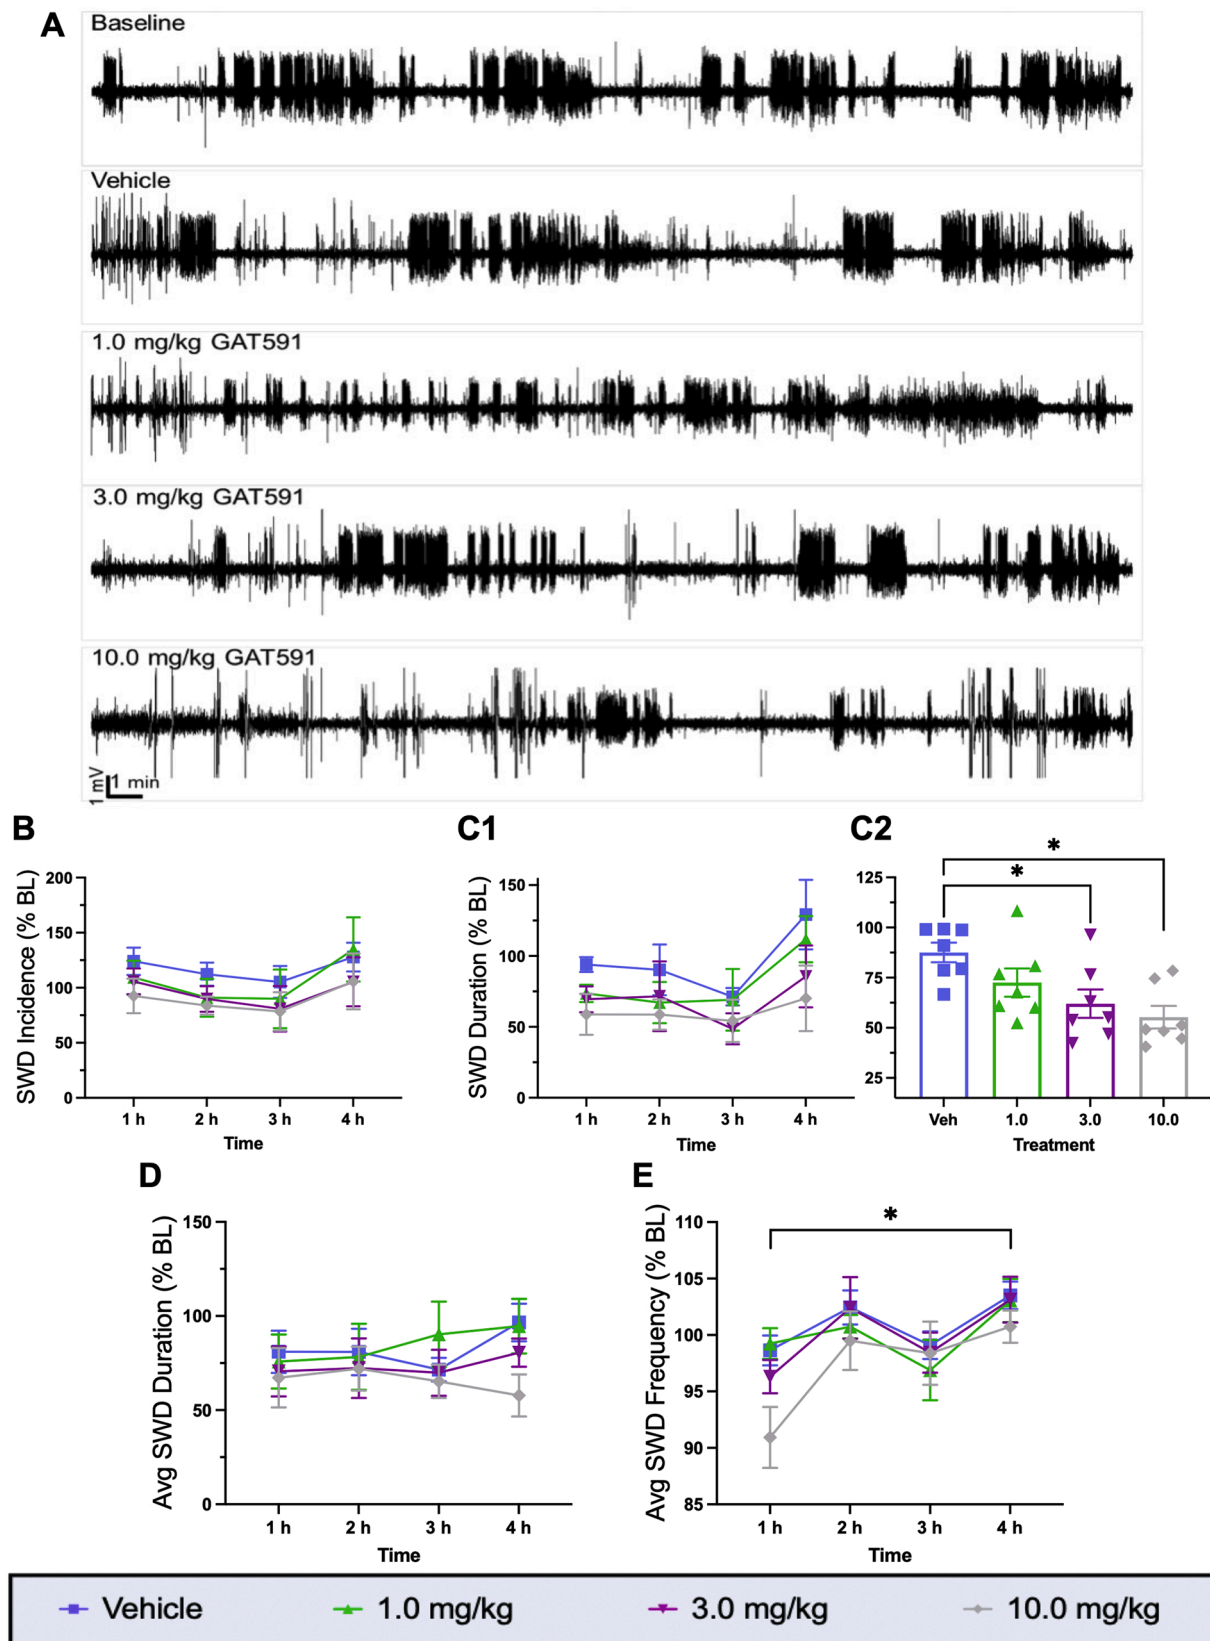 A
Baseline
Vehicle
1.0 mg/kg GAT591
3.0 mg/kg GAT591
10.0 mg/kg GAT591
1 mV
1 min
B
SWD Incidence (% BL)
200
150
100
50
0
1 h 2 h 3 h 4 h
Time
C1
SWD Duration (% BL)
150
100
50
0
1 h 2 h 3 h 4 h
Time
C2
125
100
75
50
25
*
*
Veh 1.0 3.0 10.0
Treatment
D
Avg SWD Duration (% BL)
150
100
50
0
1 h 2 h 3 h 4 h
Time
E
Avg SWD Frequency (% BL)
110
105
100
95
90
85
*
1 h 2 h 3 h 4 h
Time
Vehicle 1.0 mg/kg 3.0 mg/kg 10.0 mg/kg